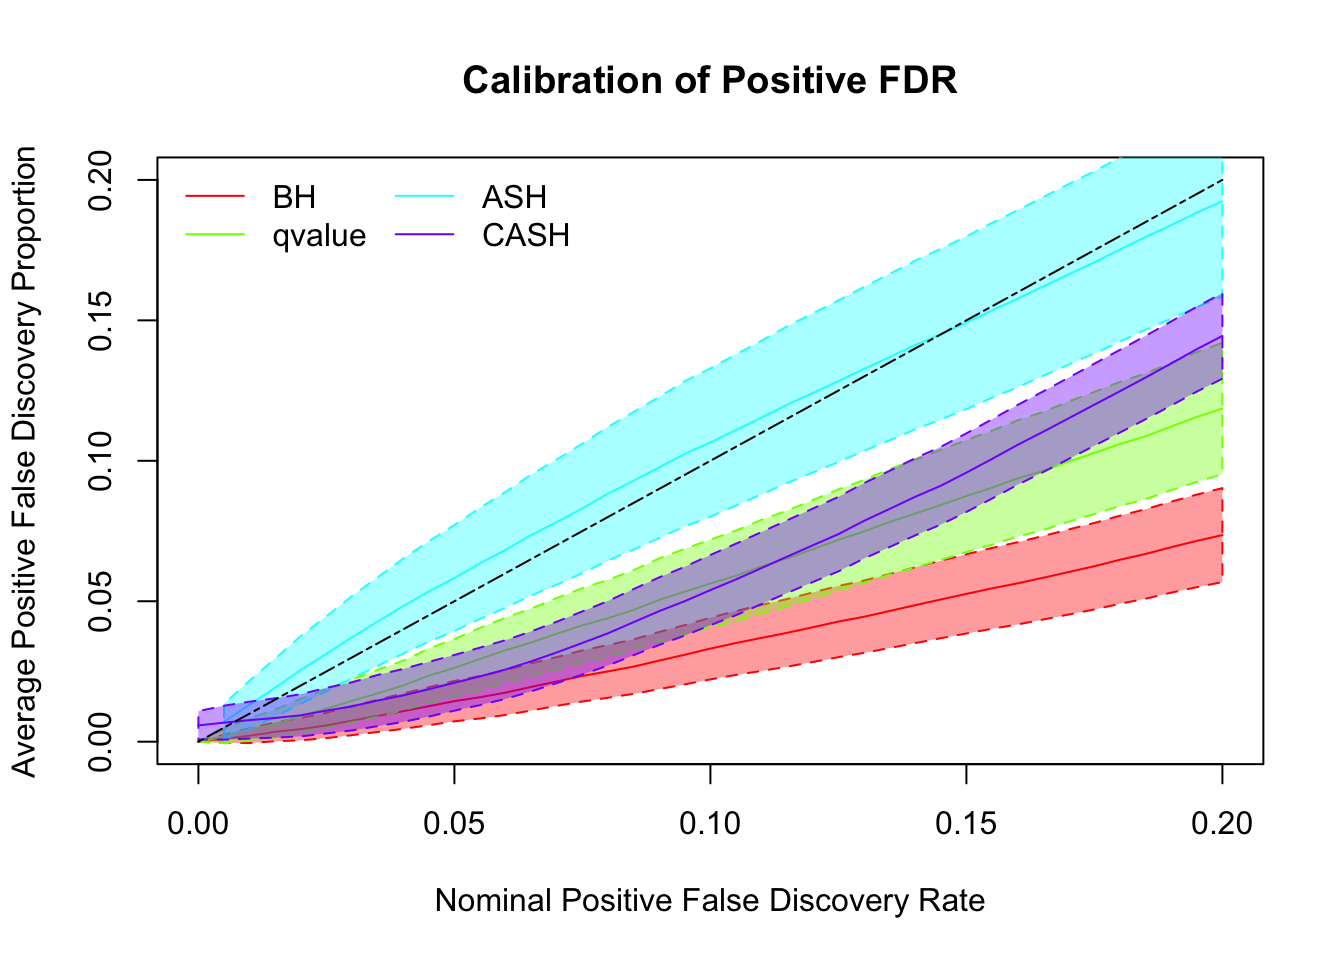 Calibration of Positive FDR
BH
ASH
qvalue
CASH
Average Positive False Discovery Proportion
0.20
0.15
0.10
0.05
0.00
0.00 0.05 0.10 0.15 0.20
Nominal Positive False Discovery Rate